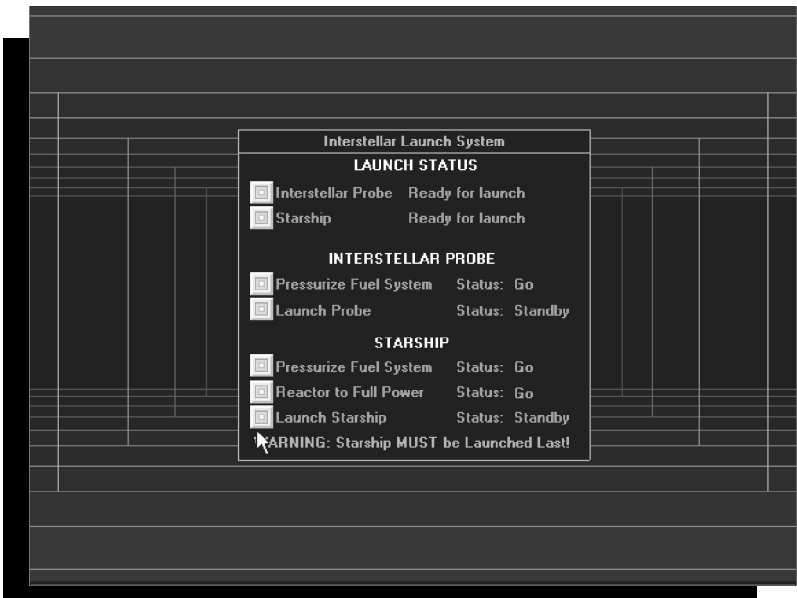 Interstellar Launch System
LAUNCH STATUS
Interstellar Probe Ready for launch
Starship Ready for launch
INTERSTELLAR PROBE
Pressurize Fuel System Status: Go
Launch Probe Status: Standby
STARSHIP
Pressurize Fuel System Status: Go
Reactor to Full Power Status: Go
Launch Starship Status: Standby
WARNING: Starship MUST be Launched Last!